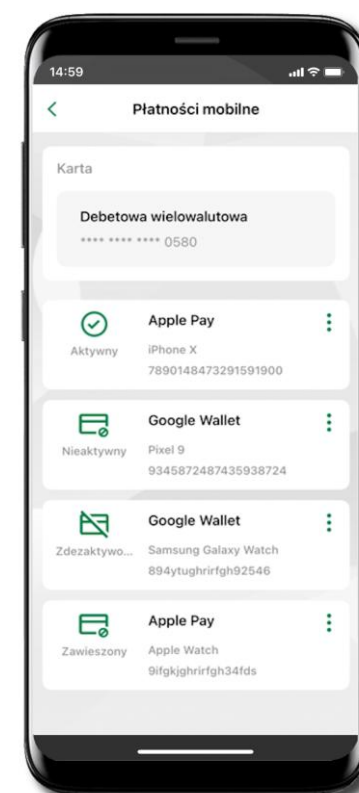 14:59
Płatności mobilne
Karta
Debetowa wielowalutowa
**** **** **** 0580
Apple Pay
Aktywny
iPhone X
7890148473291591900
Google Wallet
Nieaktywny
Pixel 9
9345872487435938724
Google Wallet
Zdezaktywo...
Samsung Galaxy Watch
894ytughrirfgh92546
Apple Pay
Zawieszony
Apple Watch
9ifgkjghrirfgh34fds